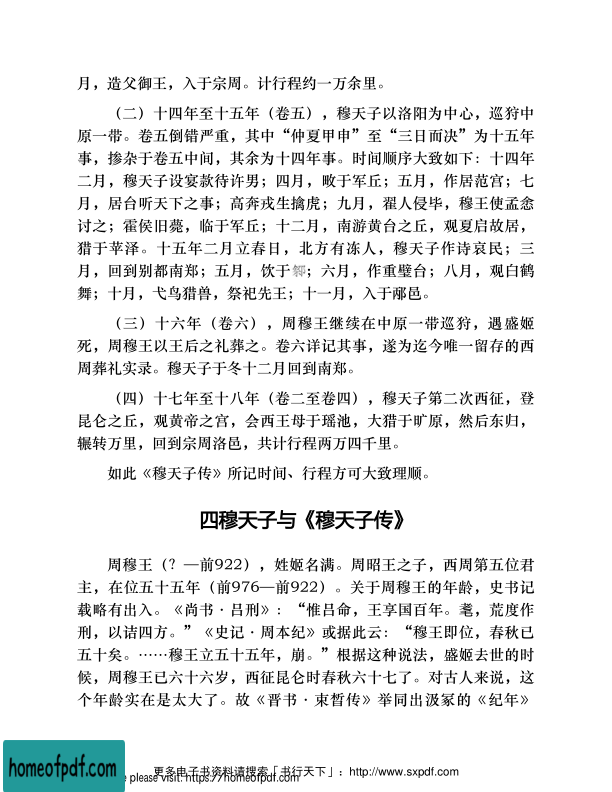 月，造父御王，入于宗周。计行程约一万余里。
（二）十四年至十五年（卷五），穆天子以洛阳为中心，巡狩中
原一带。卷五倒错严重，其中“仲夏甲申”至“三日而决”为十五年
事，掺杂于卷五中间，其余为十四年事。时间顺序大致如下：十四年
二月，穆天子设宴款待许男；四月，畋于军丘；五月，作居范宫；七
月，居台听天下之事；高奔戎生擒虎；九月，翟人侵毕，穆王使孟悆
讨之；霍侯旧薨，临于军丘；十二月，南游黄台之丘，观夏启故居，
猎于苹泽。十五年二月立春日，北方有冻人，穆天子作诗哀民；三
月，回到别都南郑；五月，饮于；六月，作重璧台；八月，观白鹤
舞；十月，弋鸟猎兽，祭祀先王；十一月，入于邴邑。
（三）十六年（卷六），周穆王继续在中原一带巡狩，遇盛姬
死，周穆王以王后之礼葬之。卷六详记其事，遂为迄今唯一留存的西
周葬礼实录。穆天子于冬十二月回到南郑。
（四）十七年至十八年（卷二至卷四），穆天子第二次西征，登
昆仑之丘，观黄帝之宫，会西王母于瑶池，大猎于旷原，然后东归，
辗转万里，回到宗周洛邑，共计行程两万四千里。
如此《穆天子传》所记时间、行程方可大致理顺。
四穆天子与《穆天子传》
周穆王（？—前922），姓姬名满。周昭王之子，西周第五位君
主，在位五十五年（前976—前922）。关于周穆王的年龄，史书记
载略有出入。《尚书·吕刑》：“惟吕命，王享国百年。耄，荒度作
刑，以诘四方。”《史记·周本纪》或据此云：“穆王即位，春秋已
五十矣。……穆王立五十五年，崩。”根据这种说法，盛姬去世的时
候，周穆王已六十六岁，西征昆仑时春秋六十七了。对古人来说，这
个年龄实在是太大了。故《晋书·束皙传》举同出汲冢的《纪年》
更多电子书资料请搜索「书行天下」：http://www.sxpdf.com
homeofpdf.com
e please visit: https://homeofpdf.com